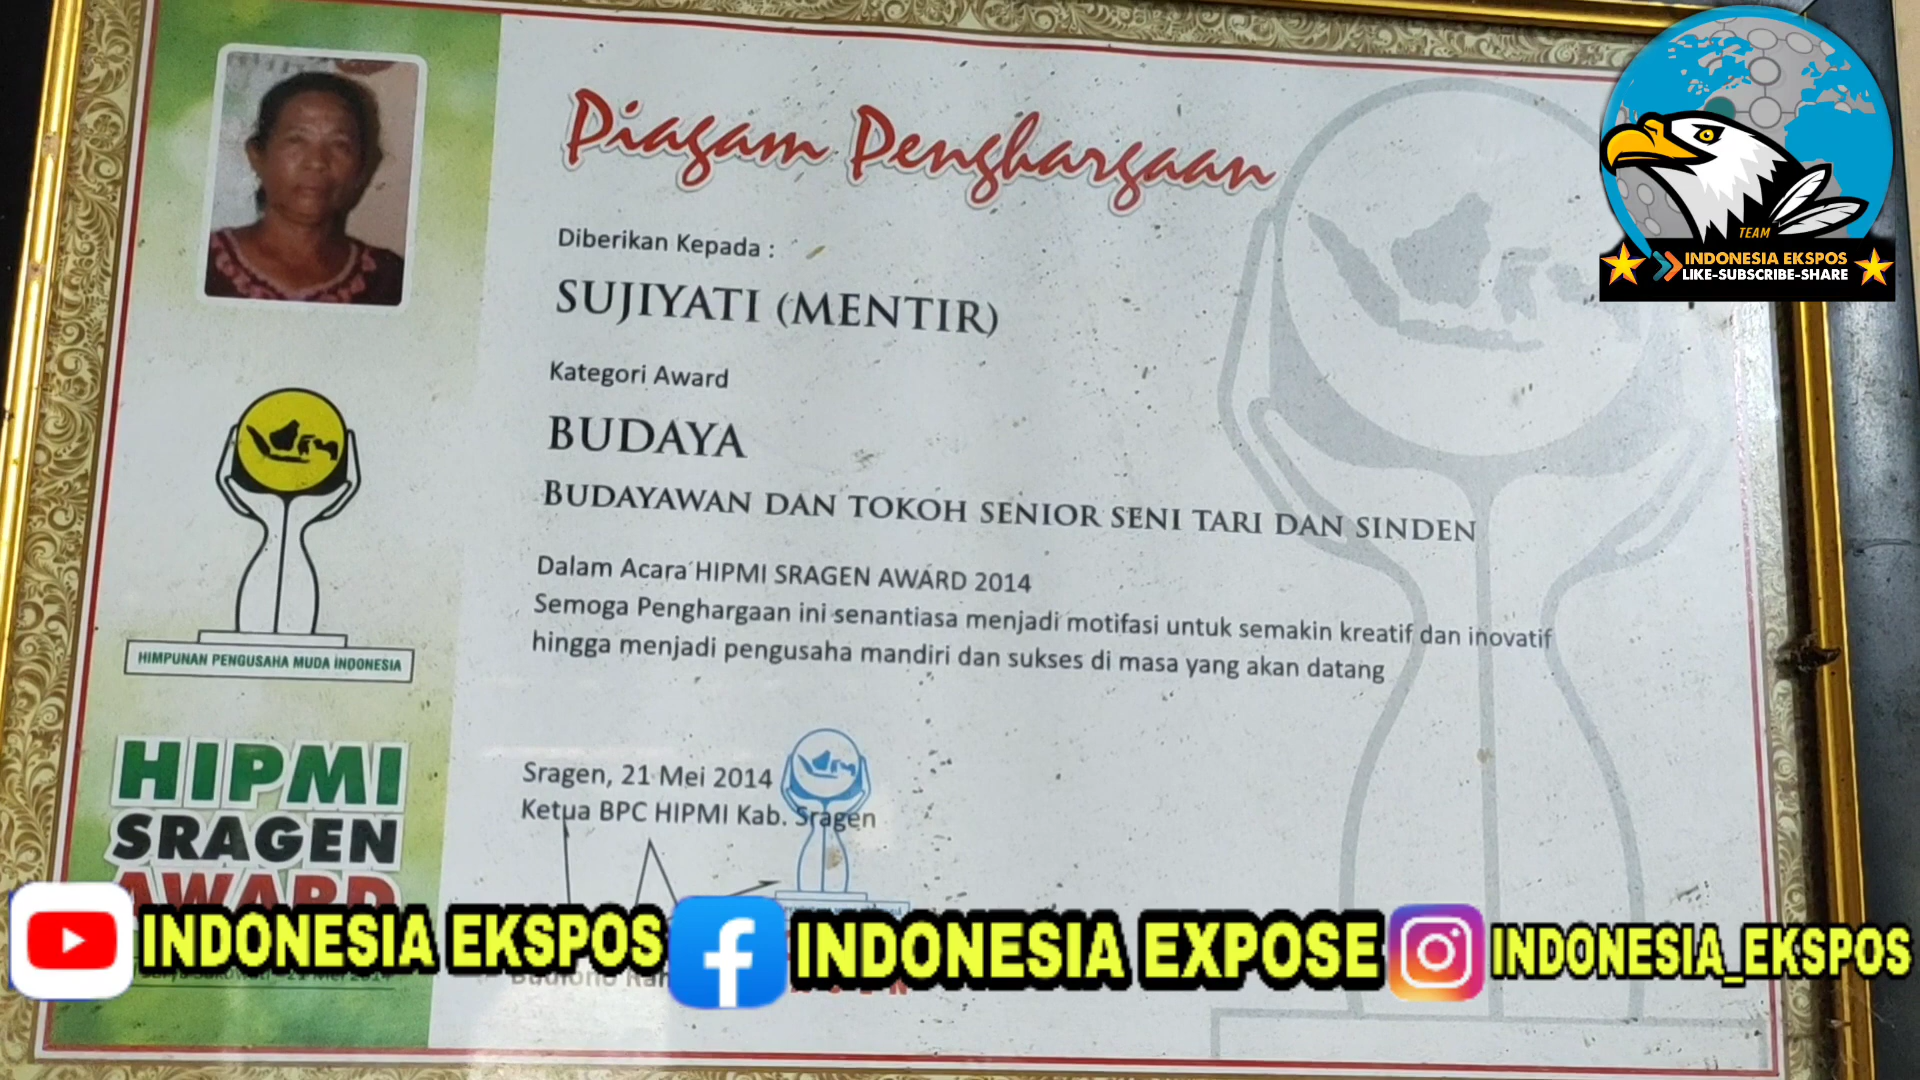 Piagam Penghargaan
Diberikan Kepada :
SUJIYATI (MENTIR)
Kategori Award
BUDAYA
BUDAYAWAN DAN TOKOH SENIOR SENI TARI DAN SINDEN
Dalam Acara HIPMI SRAGEN AWARD 2014
Semoga Penghargaan ini senantiasa menjadi motifasi untuk semakin kreatif dan inovatif
hingga menjadi pengusaha mandiri dan sukses di masa yang akan datang
Sragen, 21 Mei 2014
Ketua BPC HIPMI Kab. Sragen
HIMPUNAN PENGUSAHA MUDA INDONESIA
HIPMI
SRAGEN
AWARD
TEAM
INDONESIA EKSPOS
LIKE-SUBSCRIBE-SHARE
INDONESIA EKSPOS
INDONESIA EXPOSE
INDONESIA_EKSPOS